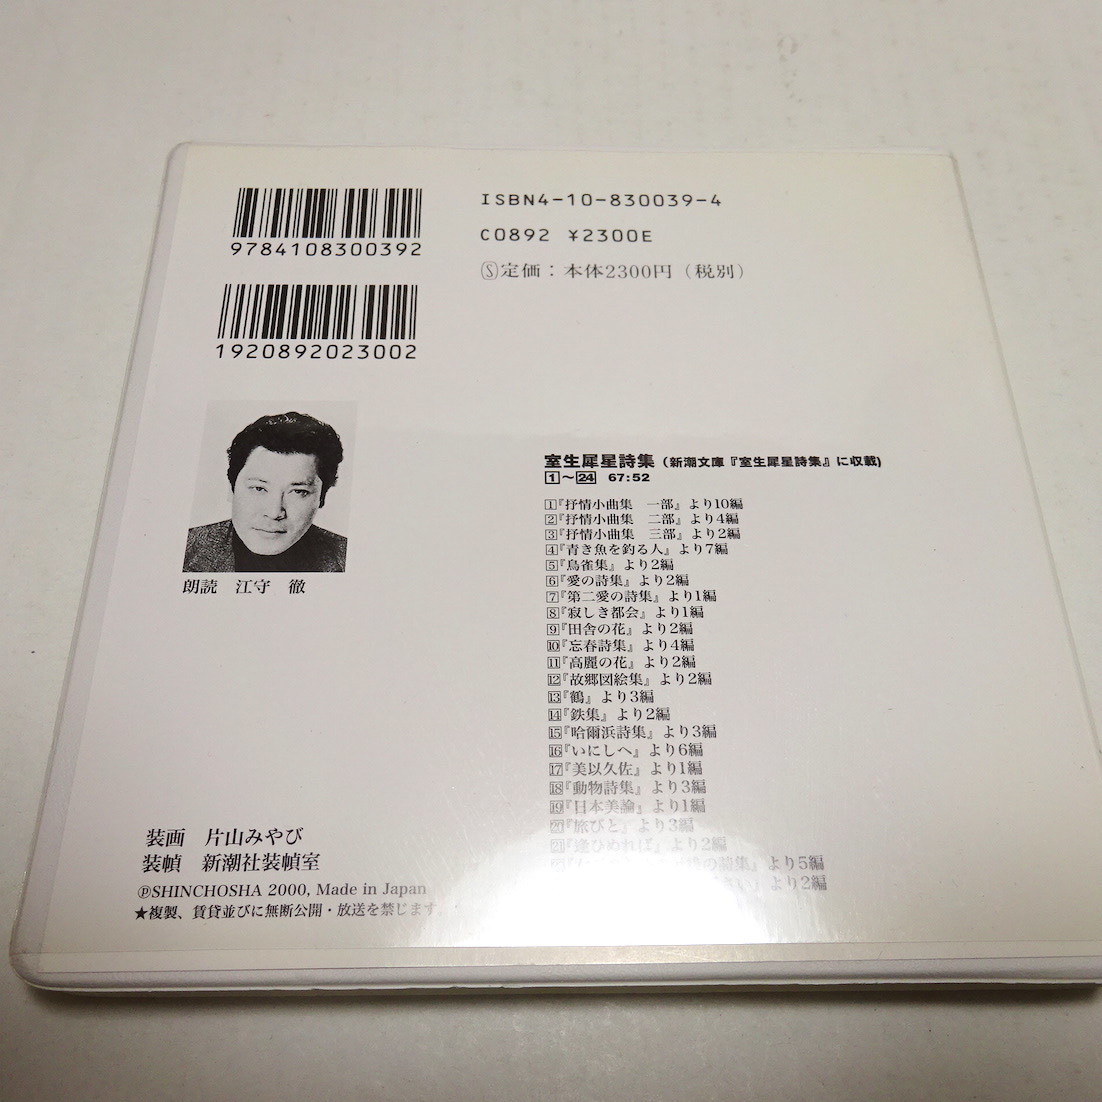 9784108300392
ISBN4-10-830039-4
C0892 ¥2300E
Ⓢ定価：本体2300円（税別）
1920892023002
朗読　江守　徹
室生犀星詩集（新潮文庫『室生犀星詩集』に収載）
1～24　67:52
1『抒情小曲集　一部』より10編
2『抒情小曲集　二部』より4編
3『抒情小曲集　三部』より2編
4『青き魚を釣る人』より7編
5『鳥雀集』より2編
6『愛の詩集』より2編
7『第二愛の詩集』より1編
8『寂しき都会』より1編
9『田舎の花』より2編
10『忘春詩集』より4編
11『高麗の花』より2編
12『故郷図絵集』より2編
13『鶴』より3編
14『鉄集』より2編
15『哈爾浜詩集』より3編
16『いにしへ』より6編
17『美以久佐』より1編
18『動物詩集』より3編
19『日本美論』より1編
20『旅びと』より3編
21『逢ひぬれば』より2編
の詩集』より5編
』より2編
装画　片山みやび
装幀　新潮社装幀室
ⓅSHINCHOSHA 2000, Made in Japan
★複製、賃貸並びに無断公開・放送を禁じます。